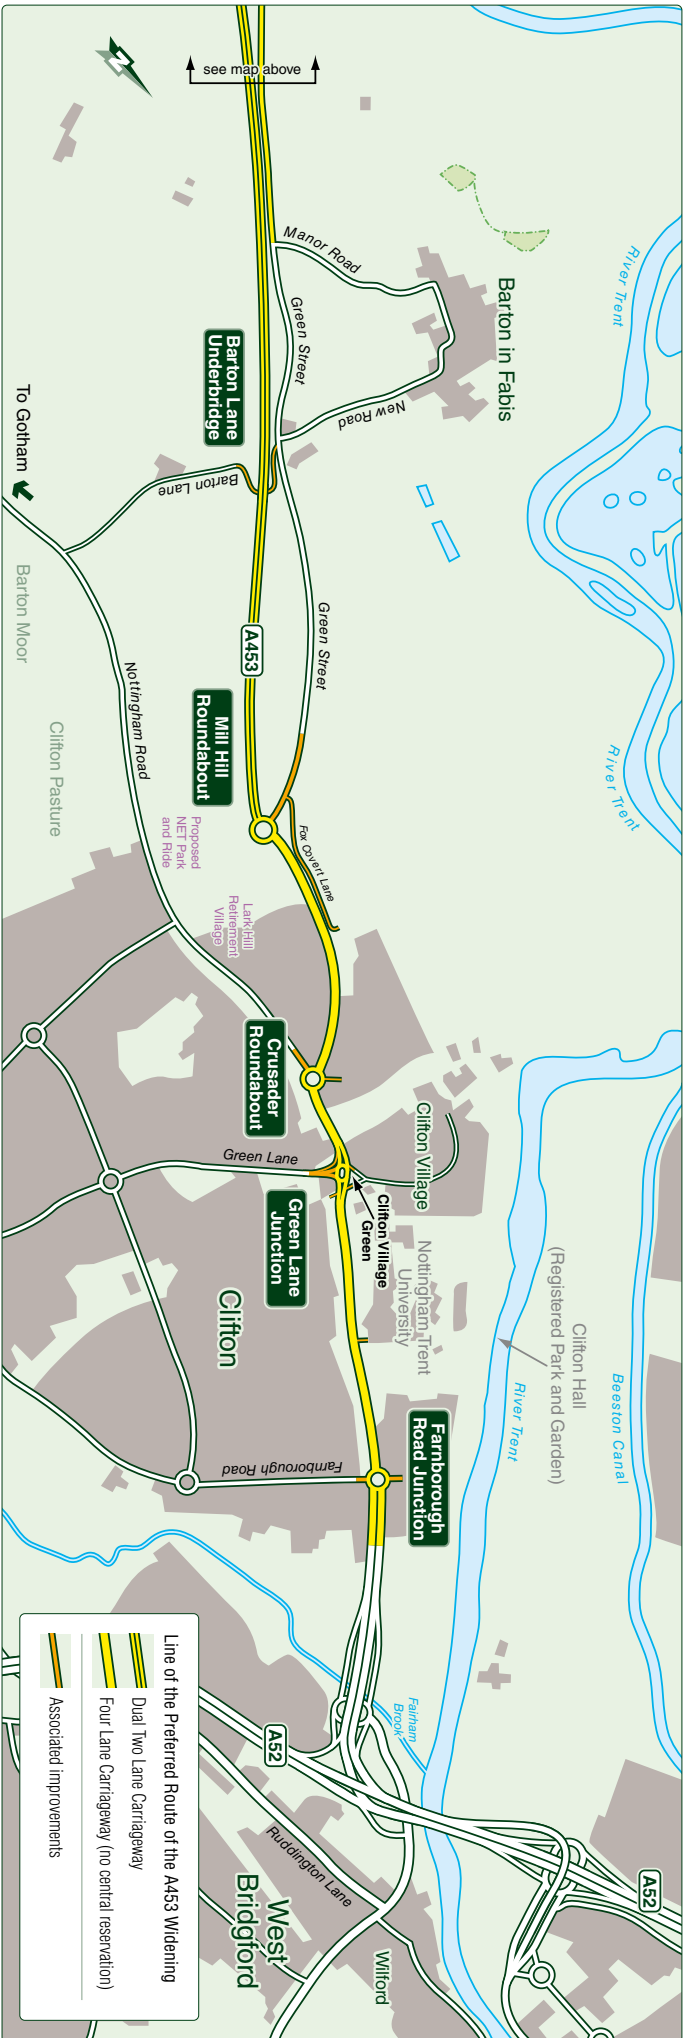 N
see map above
River Trent
Manor Road
Green Street
Barton in Fabis
New Road
Barton Lane
Underbridge
Barton Lane
To Gotham
Barton Moor
Green Street
A453
Nottingham Road
Mill Hill
Roundabout
Clifton Pasture
River Trent
Proposed
NET Park
and Ride
Fox Covert Lane
Lark Hill
Retirement
Village
Crusader
Roundabout
Clifton Village
Green Lane
Clifton Village
Green
Green Lane
Junction
Nottingham Trent
University
Clifton Hall
(Registered Park and Garden)
Clifton
River Trent
Beeston Canal
Farnborough
Road Junction
Farnborough Road
Fairham
Brook
A52
A52
Ruddington Lane
West
Bridgford
Wilford
Line of the Preferred Route of the A453 Widening
Dual Two Lane Carriageway
Four Lane Carriageway (no central reservation)
Associated improvements